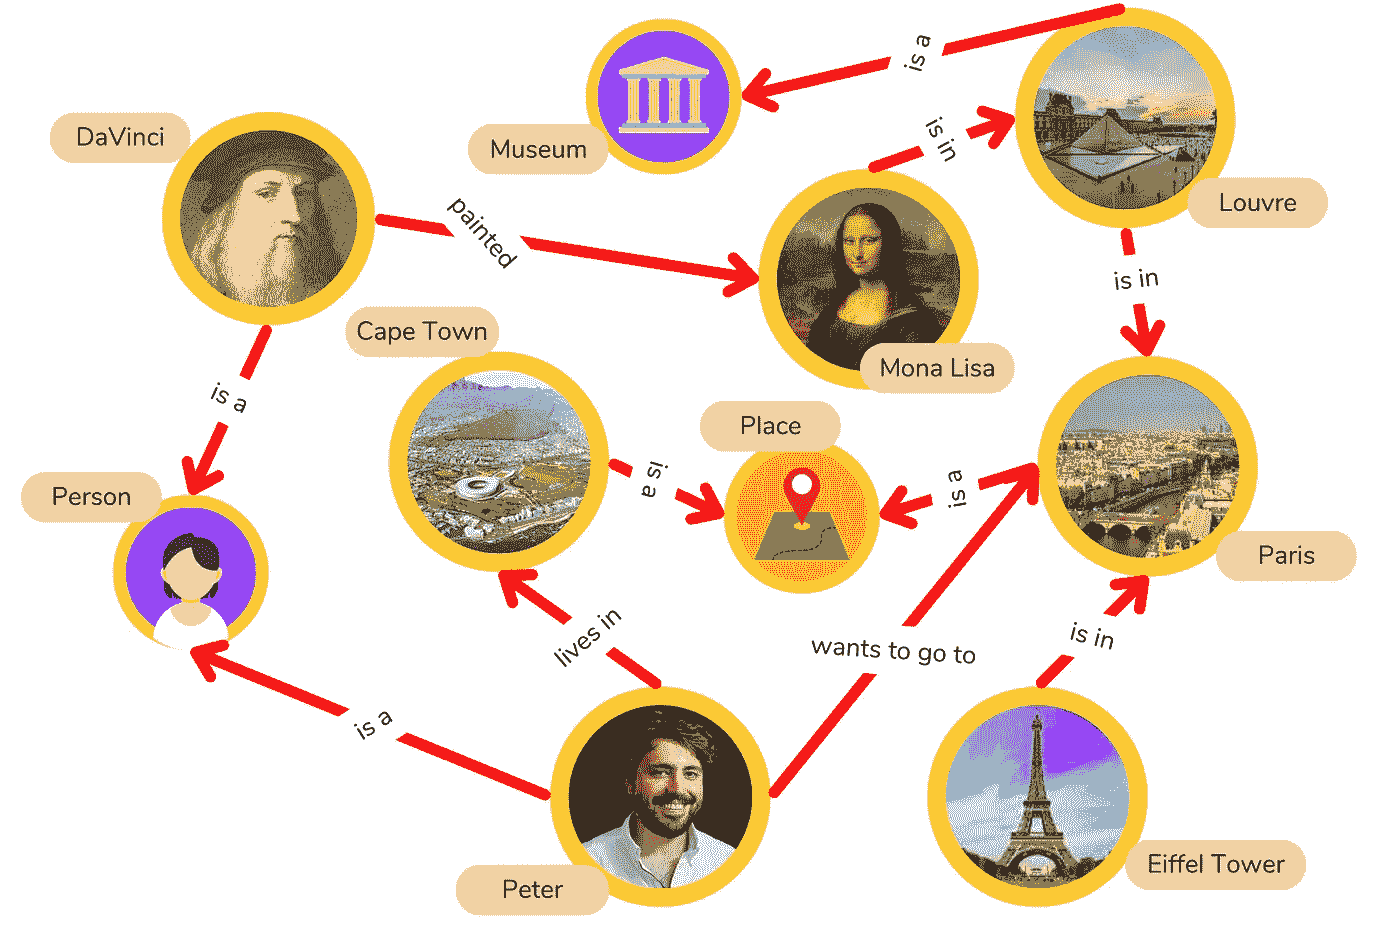 is a
Museum
is in
Louvre
DaVinci
painted
Mona Lisa
is in
Cape Town
is a
Person
Place
is a
is a
Paris
lives in
wants to go to
is in
is a
Peter
Eiffel Tower